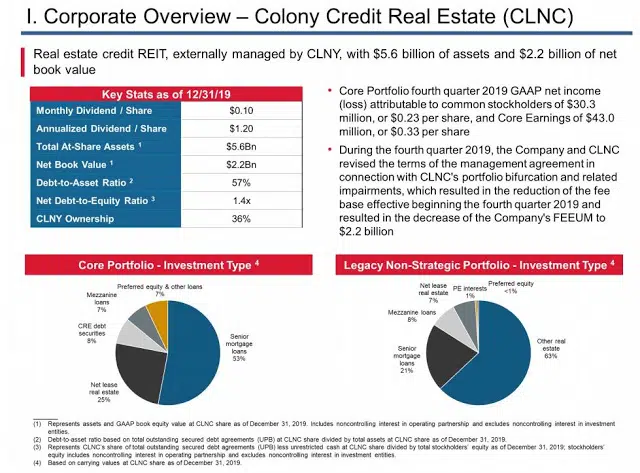 I. Corporate Overview – Colony Credit Real Estate (CLNC)
Real estate credit REIT, externally managed by CLNY, with $5.6 billion of assets and $2.2 billion of net
book value
Key Stats as of 12/31/19
Monthly Dividend / Share $0.10
Annualized Dividend / Share $1.20
Total At-Share Assets 1 $5.6Bn
Net Book Value 1 $2.2Bn
Debt-to-Asset Ratio 2 57%
Net Debt-to-Equity Ratio 3 1.4x
CLNY Ownership 36%
• Core Portfolio fourth quarter 2019 GAAP net income
(loss) attributable to common stockholders of $30.3
million, or $0.23 per share, and Core Earnings of $43.0
million, or $0.33 per share
• During the fourth quarter 2019, the Company and CLNC
revised the terms of the management agreement in
connection with CLNC's portfolio bifurcation and related
impairments, which resulted in the reduction of the fee
base effective beginning the fourth quarter 2019 and
resulted in the decrease of the Company's FEEUM to
$2.2 billion
Core Portfolio - Investment Type 4
Preferred equity & other loans
7%
Mezzanine
loans
7%
CRE debt
securities
8%
Net lease
real estate
25%
Senior
mortgage
loans
53%
Legacy Non-Strategic Portfolio - Investment Type 4
Net lease
real estate
7%
PE interests
1%
Preferred equity
<1%
Mezzanine loans
8%
Senior
mortgage
loans
21%
Other real
estate
63%
(1) Represents assets and GAAP book equity value at CLNC share as of December 31, 2019. Includes noncontrolling interest in operating partnership and excludes noncontrolling interest in investment
entities.
(2) Debt-to-asset ratio based on total outstanding secured debt agreements (UPB) at CLNC share divided by total assets at CLNC share as of December 31, 2019.
(3) Represents CLNC's share of total outstanding secured debt agreements (UPB) less unrestricted cash at CLNC share divided by total stockholders' equity as of December 31, 2019; stockholders'
equity includes noncontrolling interest in operating partnership and excludes noncontrolling interest in investment entities.
(4) Based on carrying values at CLNC share as of December 31, 2019.